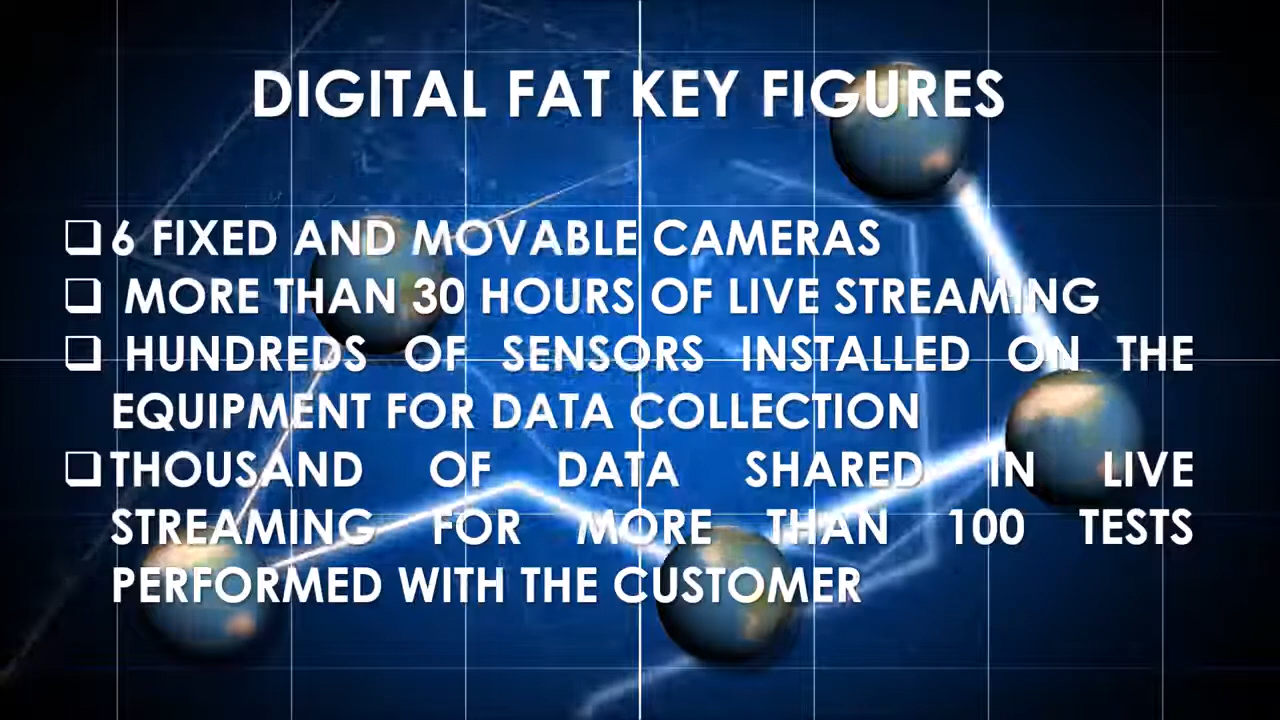 DIGITAL FAT KEY FIGURES
❑ 6 FIXED AND MOVABLE CAMERAS
❑ MORE THAN 30 HOURS OF LIVE STREAMING
❑ HUNDREDS OF SENSORS INSTALLED ON THE
EQUIPMENT FOR DATA COLLECTION
❑ THOUSAND OF DATA SHARED IN LIVE
STREAMING FOR MORE THAN 100 TESTS
PERFORMED WITH THE CUSTOMER